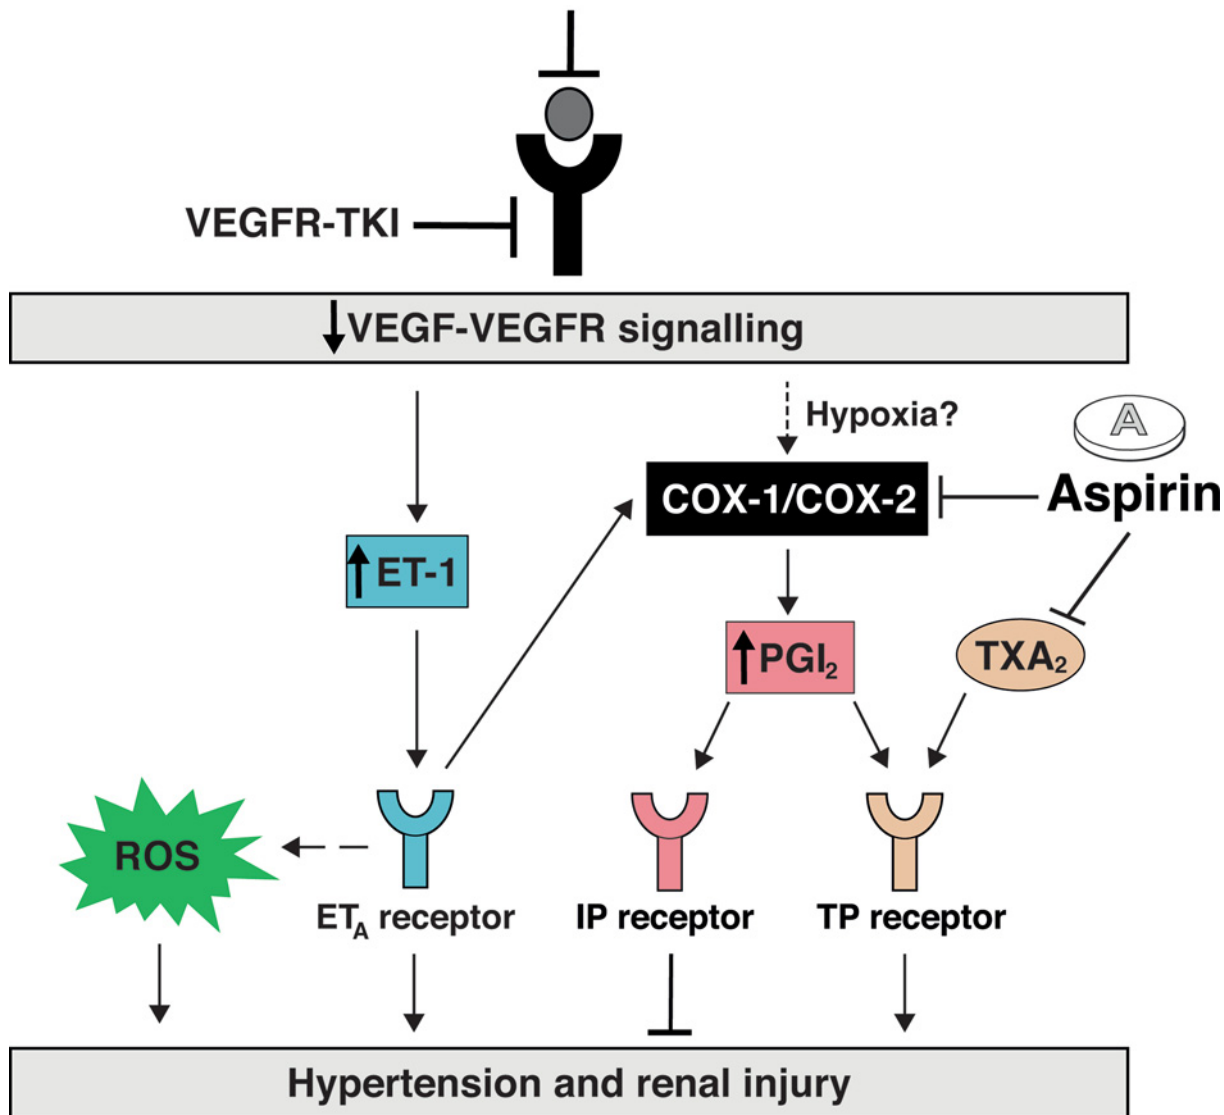 VEGFR-TKI
↓VEGF-VEGFR signalling
Hypoxia?
A
COX-1/COX-2
Aspirin
↑ET-1
↑PGI₂
TXA₂
ROS
ET_A receptor
IP receptor
TP receptor
Hypertension and renal injury